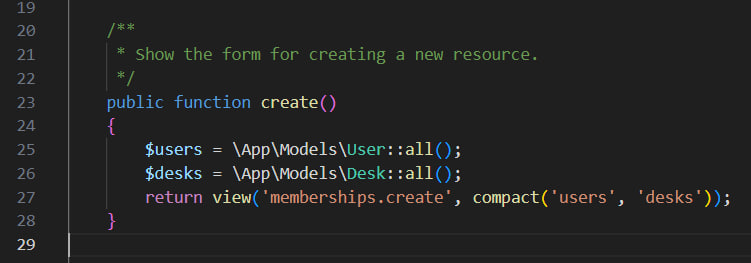 19
20 /**
21 * Show the form for creating a new resource.
22 */
23 public function create()
24 {
25 $users = \App\Models\User::all();
26 $desks = \App\Models\Desk::all();
27 return view('memberships.create', compact('users', 'desks'));
28 }
29